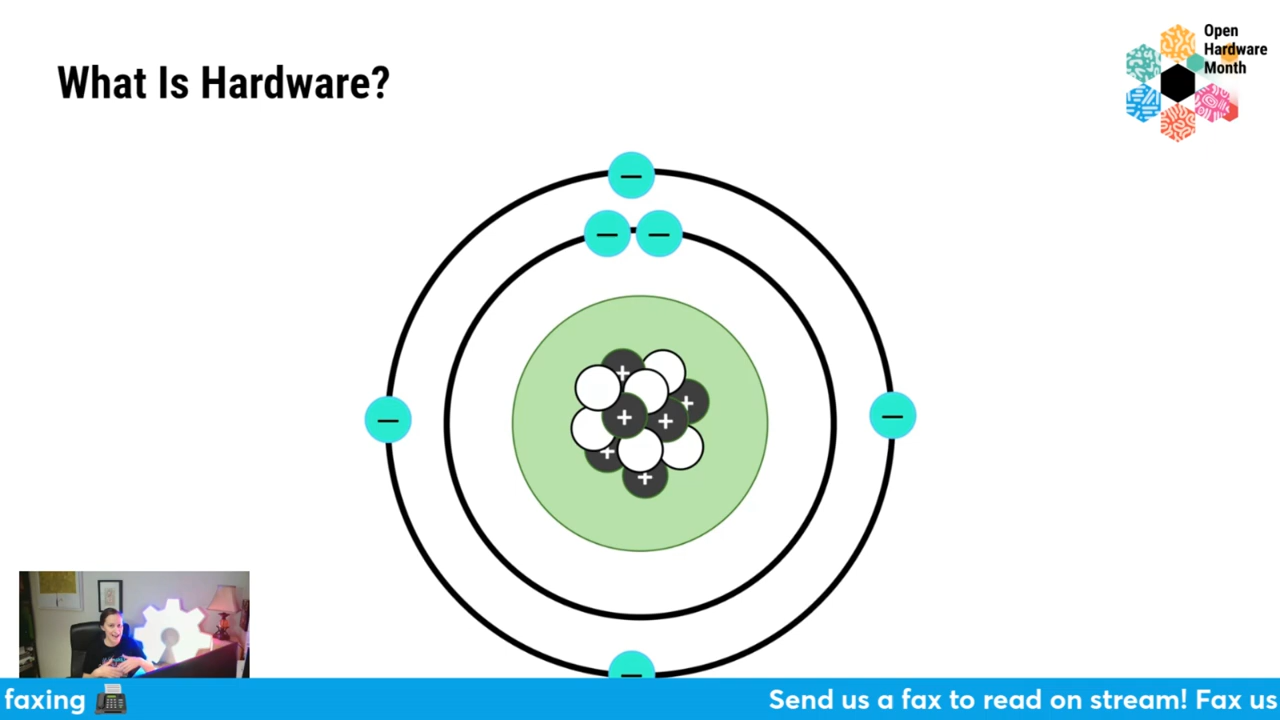 What Is Hardware?
Open
Hardware
Month
−
− −
+
+
+ +
− −
+
+
−
faxing 📠 Send us a fax to read on stream! Fax us